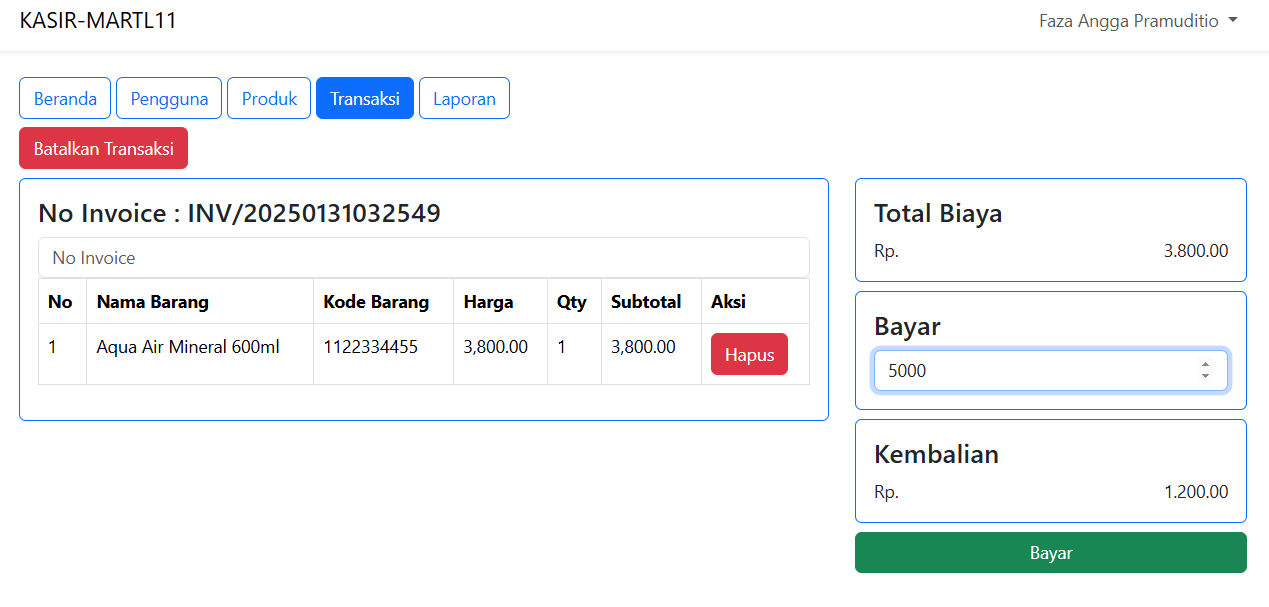 KASIR-MARTL11
Faza Angga Pramuditio
Beranda Pengguna Produk Transaksi Laporan
Batalkan Transaksi
No Invoice : INV/20250131032549
No Invoice
No Nama Barang Kode Barang Harga Qty Subtotal Aksi
1 Aqua Air Mineral 600ml 1122334455 3,800.00 1 3,800.00 Hapus
Total Biaya
Rp. 3.800.00
Bayar
5000
Kembalian
Rp. 1.200.00
Bayar